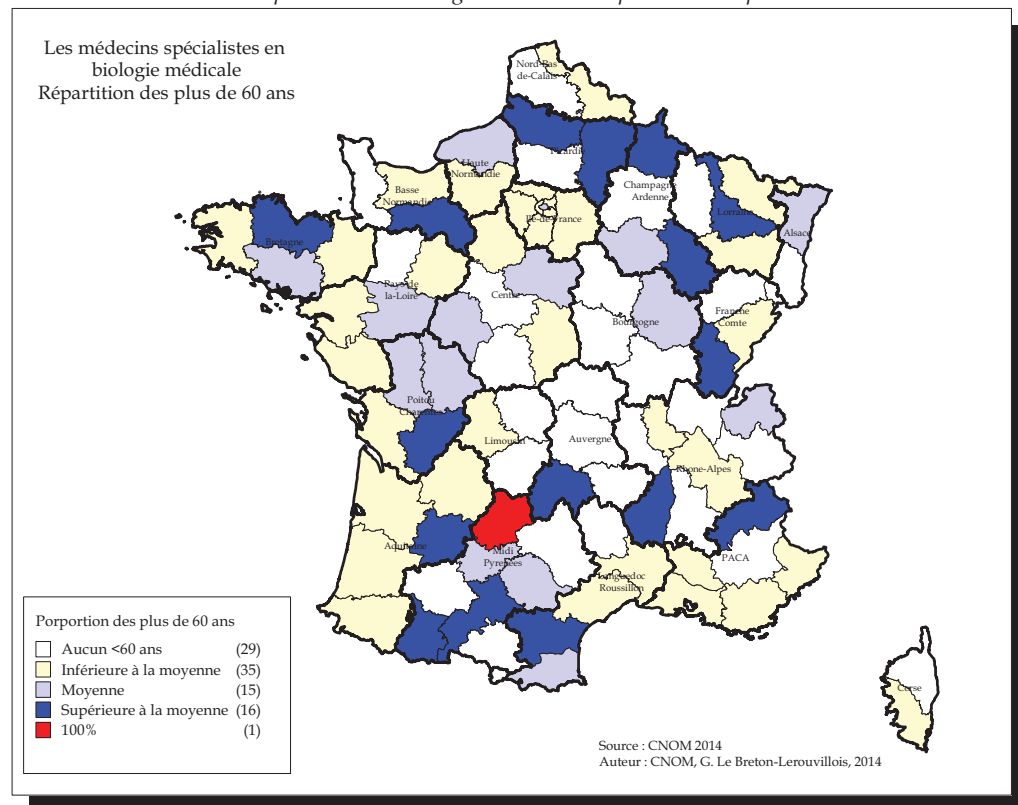 Les médecins spécialistes en
biologie médicale
Répartition des plus de 60 ans
Nord-Pas
de-Calais
Picardie
Haute
Normandie
Basse
Normandie
Champagne
Ardenne
Ile-de-France
Lorraine
Alsace
Bretagne
Pays de
la-Loire
Centre
Bourgogne
Franche
Comte
Poitou
Charentes
Limousin
Auvergne
Rhone-Alpes
Aquitaine
Midi
Pyrénées
Languedoc
Roussillon
PACA
Corse
Porportion des plus de 60 ans
Aucun <60 ans (29)
Inférieure à la moyenne (35)
Moyenne (15)
Supérieure à la moyenne (16)
100% (1)
Source : CNOM 2014
Auteur : CNOM, G. Le Breton-Lerouvillois, 2014